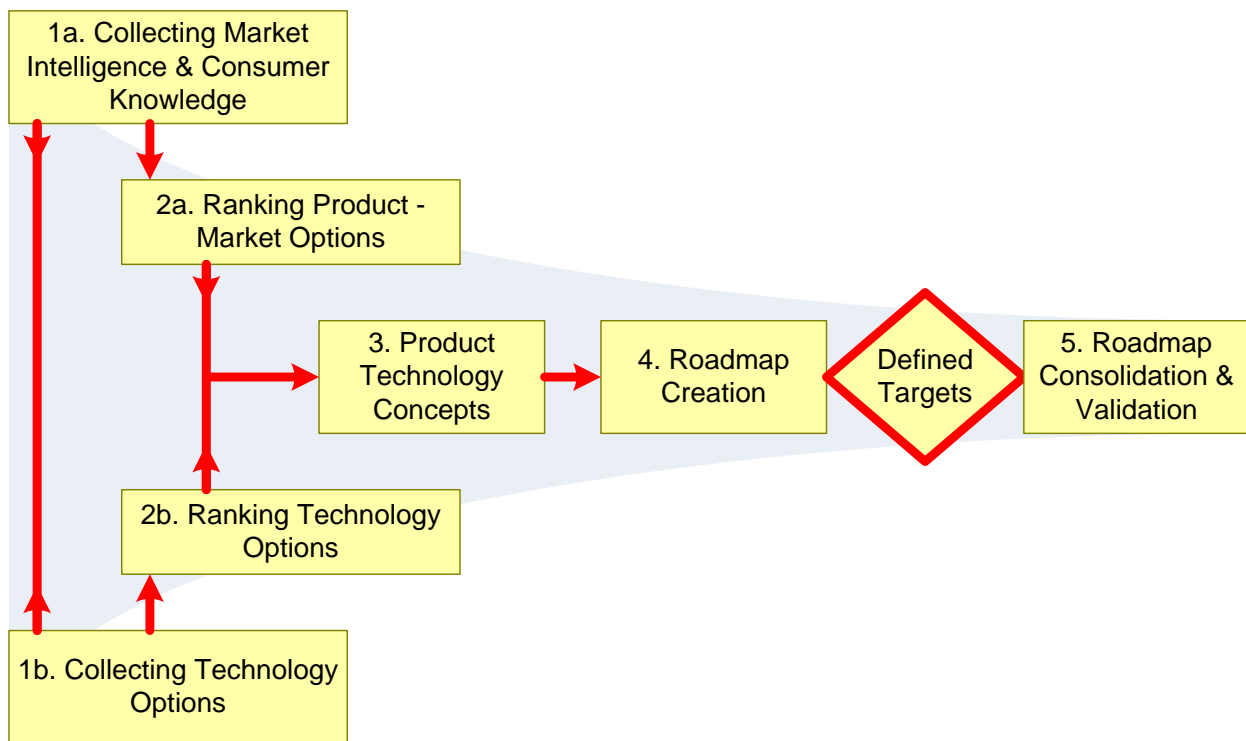 1a. Collecting Market
Intelligence & Consumer
Knowledge
2a. Ranking Product -
Market Options
3. Product
Technology
Concepts
4. Roadmap
Creation
Defined
Targets
5. Roadmap
Consolidation &
Validation
2b. Ranking Technology
Options
1b. Collecting Technology
Options